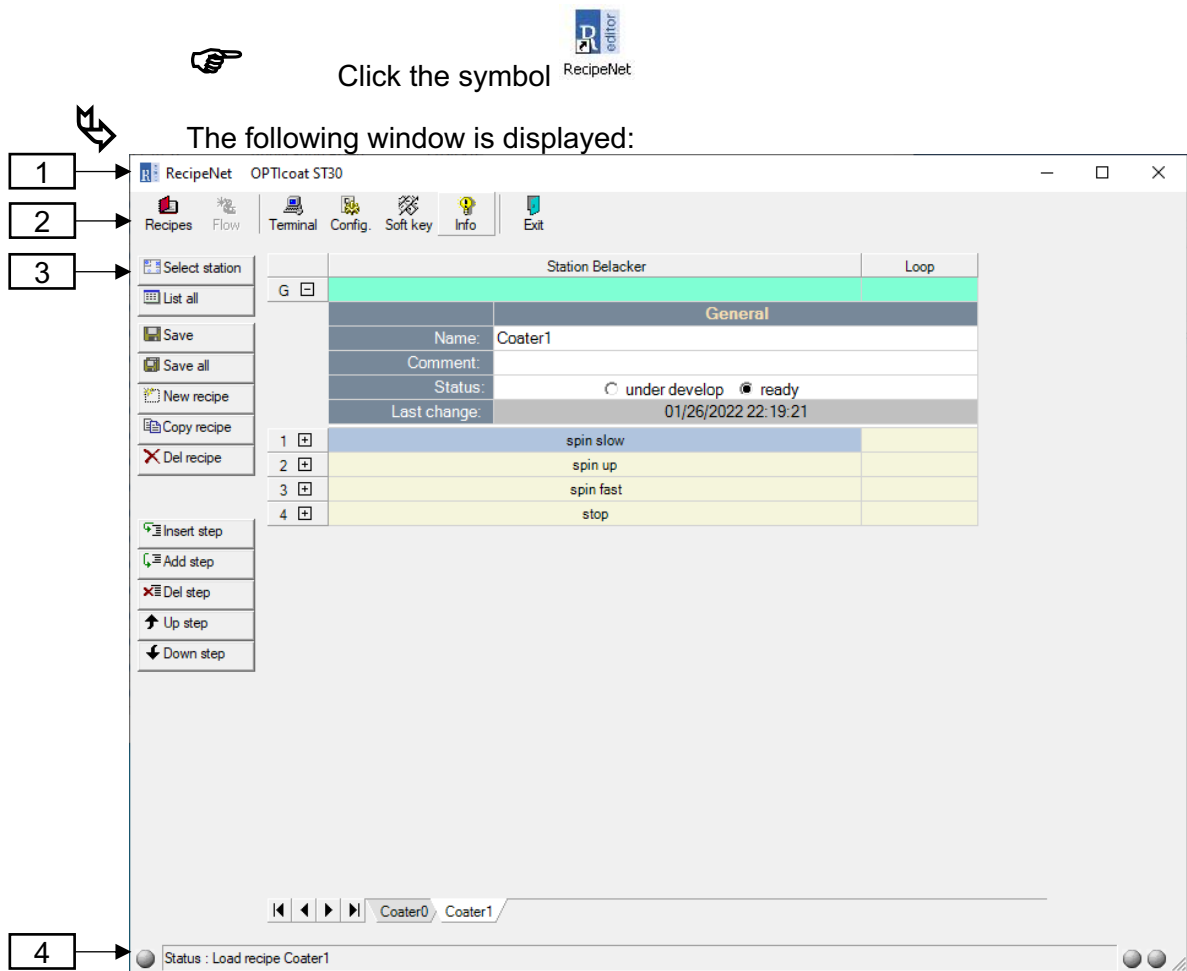 editor
RecipeNet
Click the symbol
The following window is displayed:
1
RecipeNet OPTIcoat ST30
2
Recipes Flow Terminal Config. Soft key Info Exit
3
Select station
List all
Save
Save all
New recipe
Copy recipe
Del recipe
Insert step
Add step
Del step
Up step
Down step
Station Belacker Loop
G
General
Name: Coater1
Comment:
Status: under develop ready
Last change: 01/26/2022 22:19:21
1 spin slow
2 spin up
3 spin fast
4 stop
Coater0 Coater1
4
Status : Load recipe Coater1